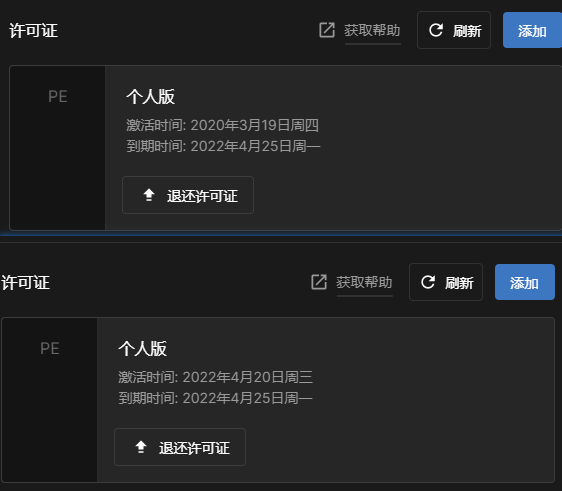 许可证 获取帮助 刷新 添加
PE
个人版
激活时间: 2020年3月19日周四
到期时间: 2022年4月25日周一
退还许可证
许可证 获取帮助 刷新 添加
PE
个人版
激活时间: 2022年4月20日周三
到期时间: 2022年4月25日周一
退还许可证